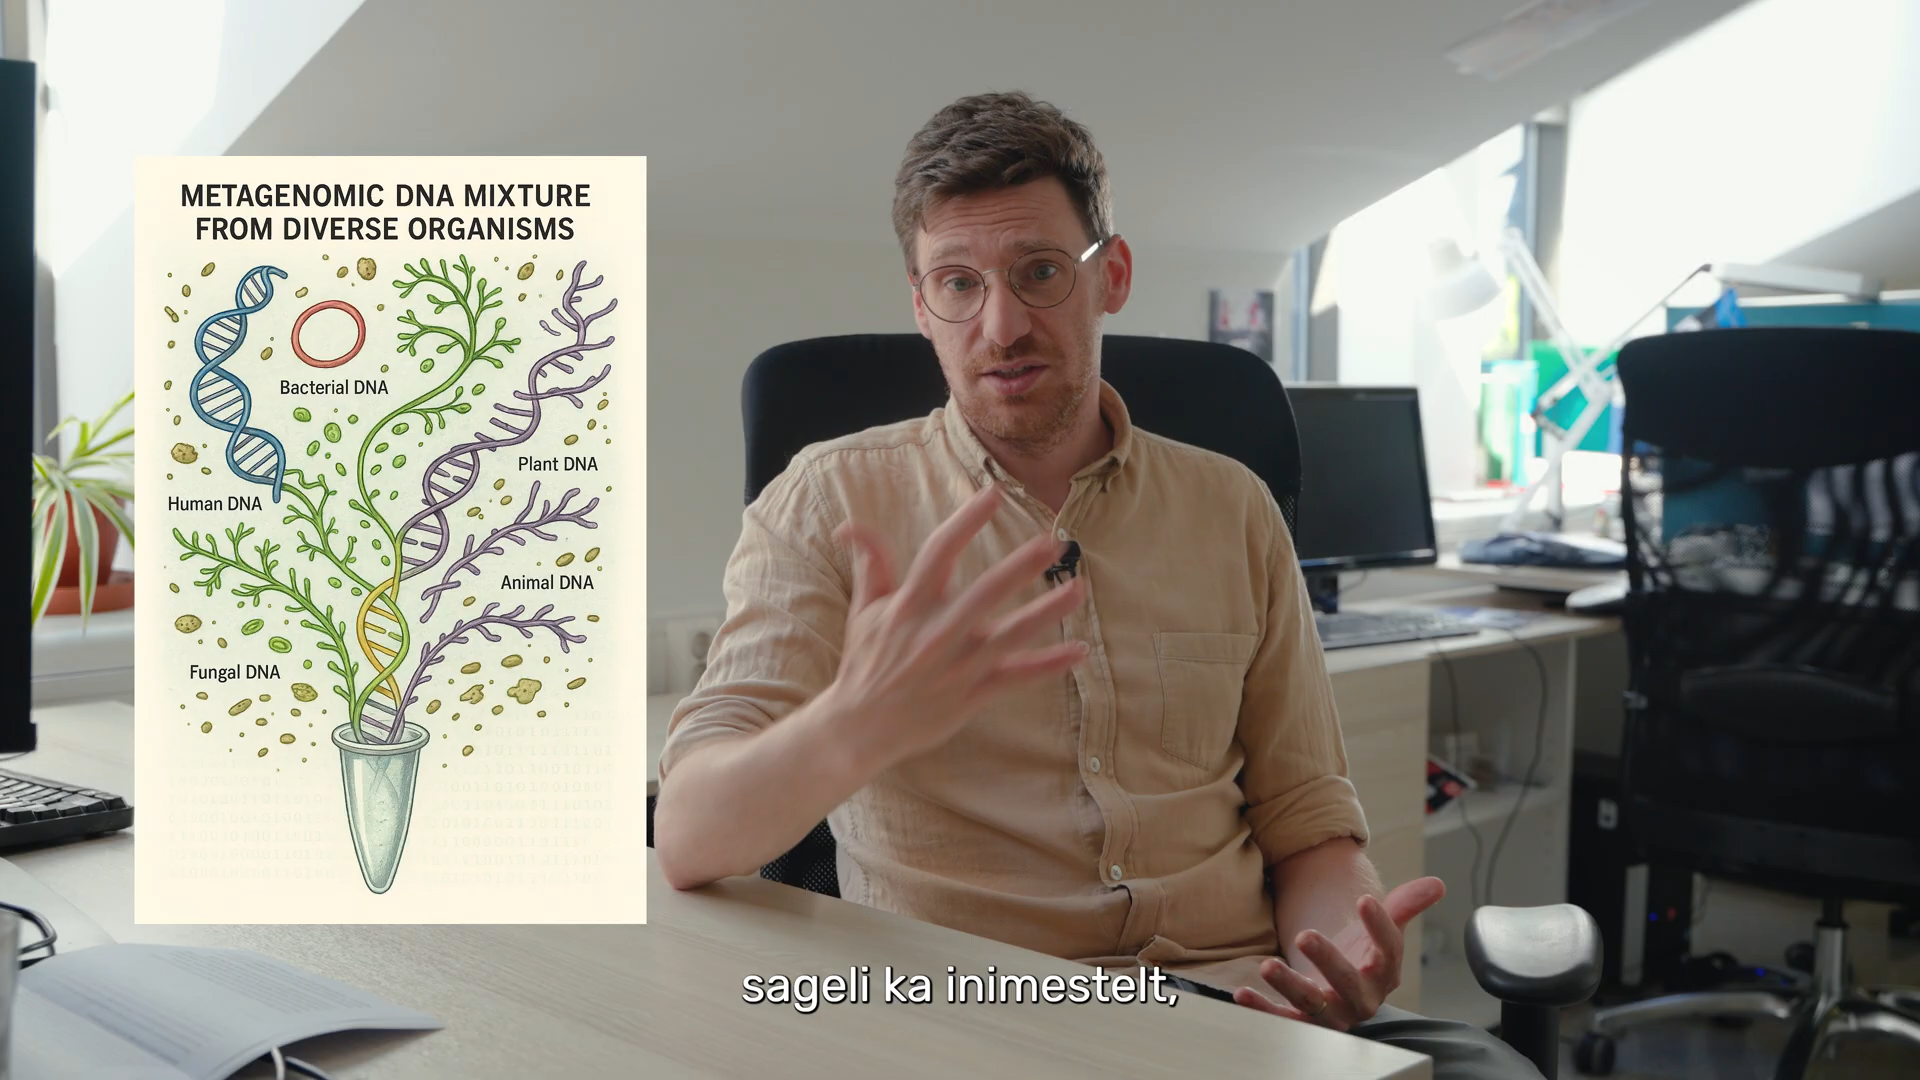 METAGENOMIC DNA MIXTURE
FROM DIVERSE ORGANISMS
Bacterial DNA
Plant DNA
Human DNA
Animal DNA
Fungal DNA
sageli ka inimestelt,